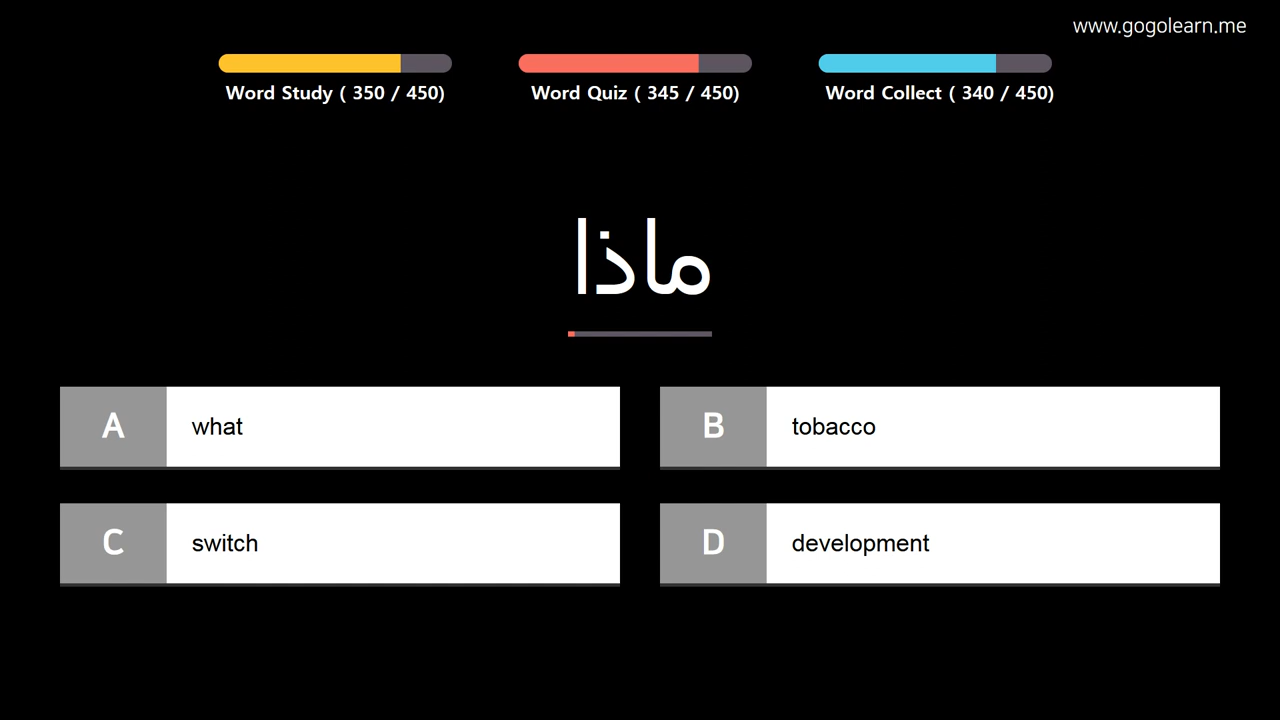 www.gogolearn.me
Word Study ( 350 / 450)
Word Quiz ( 345 / 450)
Word Collect ( 340 / 450)
ماذا
A what
B tobacco
C switch
D development